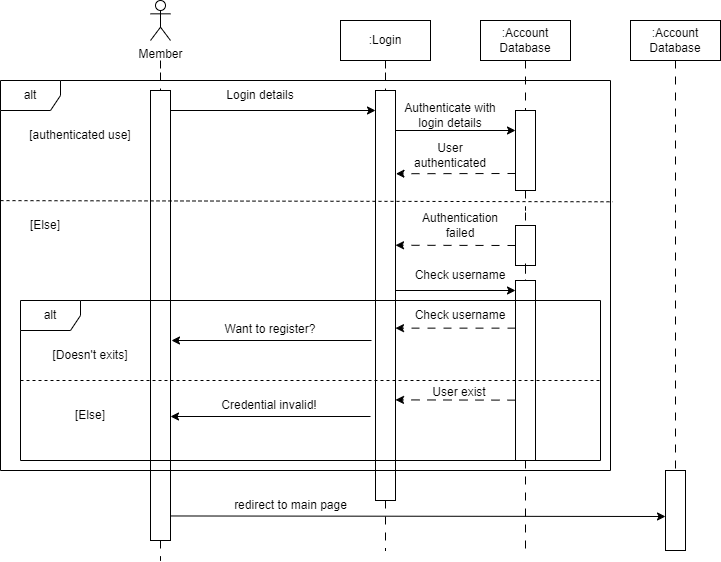 Member
:Login
:Account
Database
:Account
Database
alt
Login details
[authenticated use]
Authenticate with
login details
User
authenticated
[Else]
Authentication
failed
Check username
alt
Want to register?
Check username
[Doesn't exits]
User exist
Credential invalid!
[Else]
redirect to main page